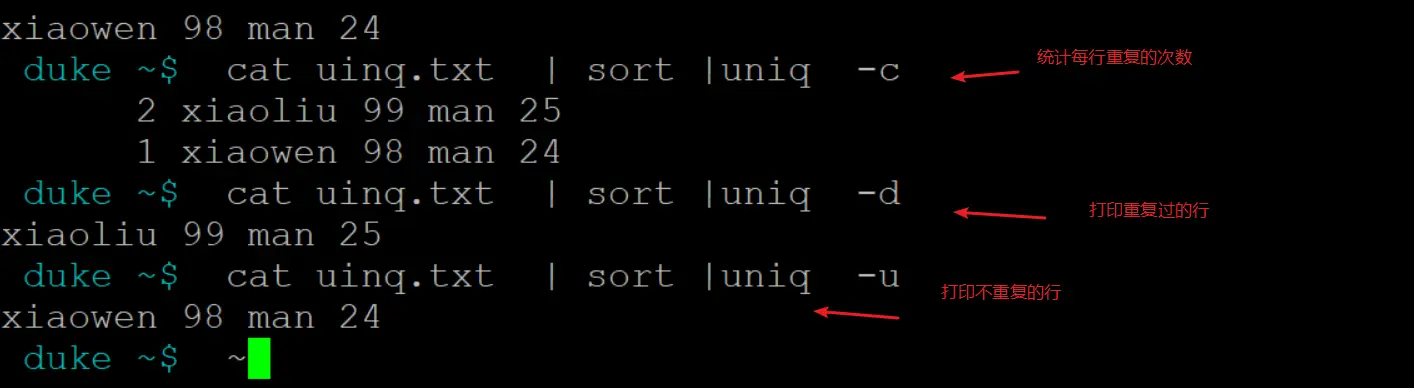 xiaowen 98 man 24
duke ~$  cat uinq.txt  | sort |uniq  -c
统计每行重复的次数
2 xiaoliu 99 man 25
1 xiaowen 98 man 24
duke ~$  cat uinq.txt  | sort |uniq  -d
打印重复过的行
xiaoliu 99 man 25
duke ~$  cat uinq.txt  | sort |uniq  -u
打印不重复的行
xiaowen 98 man 24
duke ~$  ~